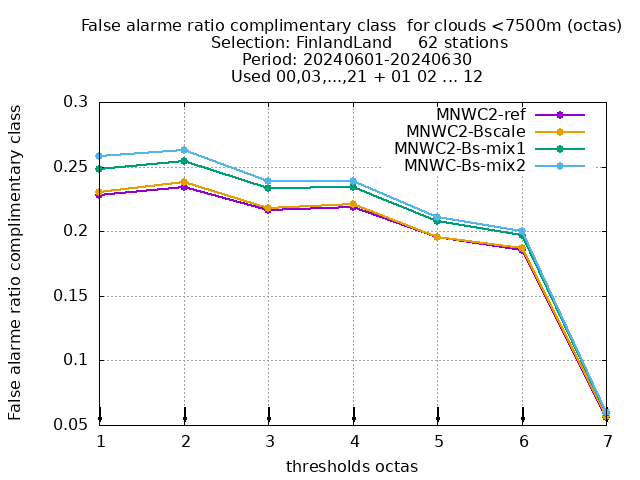 False alarme ratio complimentary class  for clouds <7500m (octas)
Selection: FinlandLand     62 stations
Period: 20240601-20240630
Used 00,03,...,21 + 01 02 ... 12
False alarme ratio complimentary class
0.3
0.25
0.2
0.15
0.1
0.05
MNWC2-ref
MNWC2-Bscale
MNWC2-Bs-mix1
MNWC-Bs-mix2
1 2 3 4 5 6 7
thresholds octas